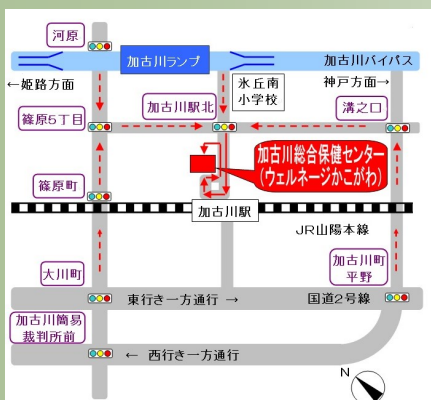 河原
加古川ランプ
加古川バイパス
←姫路方面
神戸方面→
氷丘南
小学校
加古川駅北
溝之口
篠原5丁目
加古川総合保健センター
(ウェルネージかこがわ)
篠原町
加古川駅
JR山陽本線
大川町
加古川町
平野
東行き一方通行 →
国道2号線
加古川簡易
裁判所前
← 西行き一方通行
N